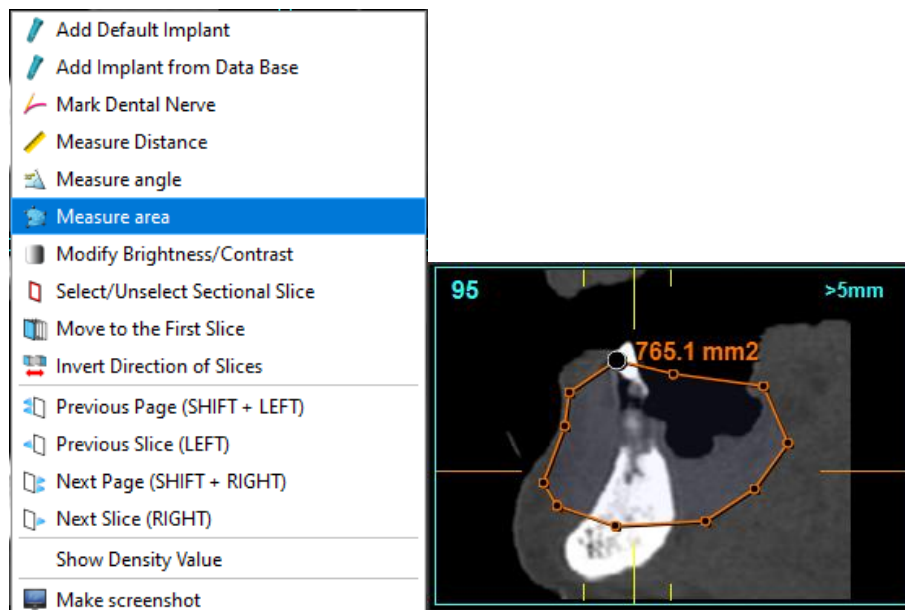 Add Default Implant
Add Implant from Data Base
Mark Dental Nerve
Measure Distance
Measure angle
Measure area
Modify Brightness/Contrast
Select/Unselect Sectional Slice
Move to the First Slice
Invert Direction of Slices
Previous Page (SHIFT + LEFT)
Previous Slice (LEFT)
Next Page (SHIFT + RIGHT)
Next Slice (RIGHT)
Show Density Value
Make screenshot
95
>5mm
765.1 mm2